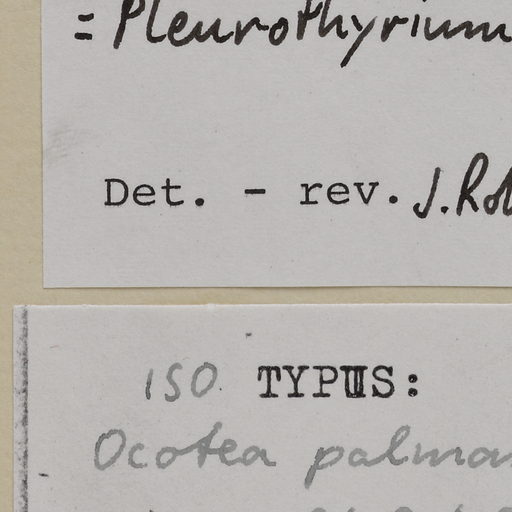 = Pleurothyrium
Det. - rev. J. Ro
ISO TYPUS:
Ocotea palma